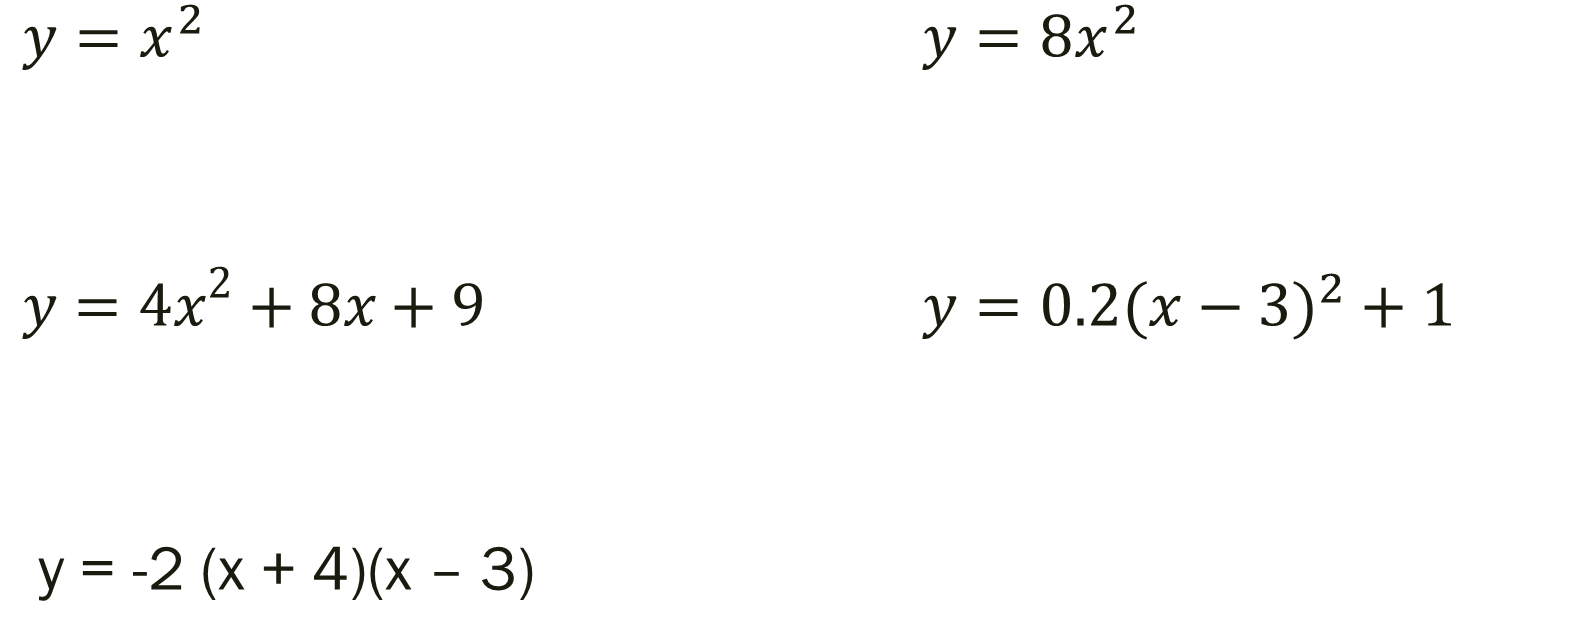 y = x²
y = 8x²
y = 4x² + 8x + 9
y = 0.2(x − 3)² + 1
y = -2 (x + 4)(x – 3)